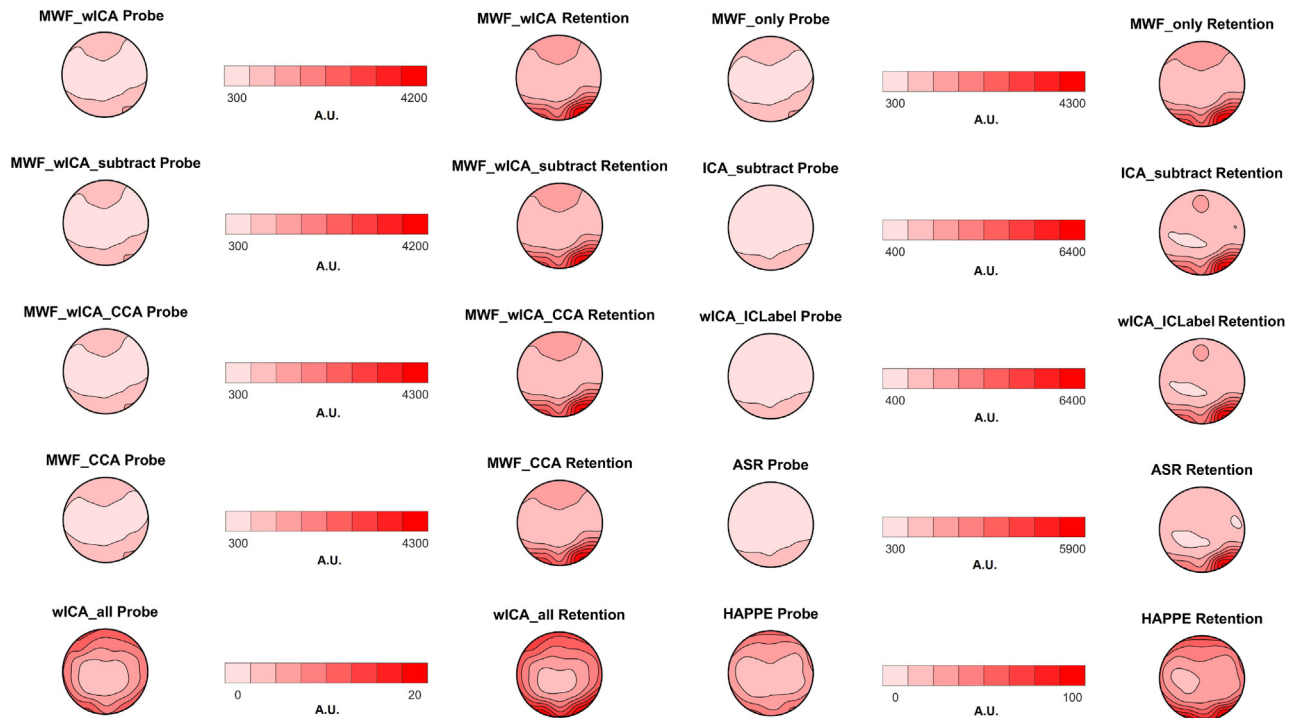 MWF_wICA Probe
MWF_wICA Retention
MWF_only Probe
MWF_only Retention
300
4200
A.U.
300
4300
A.U.
MWF_wICA_subtract Probe
MWF_wICA_subtract Retention
ICA_subtract Probe
ICA_subtract Retention
300
4200
A.U.
400
6400
A.U.
MWF_wICA_CCA Probe
MWF_wICA_CCA Retention
wICA_ICLabel Probe
wICA_ICLabel Retention
300
4300
A.U.
400
6400
A.U.
MWF_CCA Probe
MWF_CCA Retention
ASR Probe
ASR Retention
300
4300
A.U.
300
5900
A.U.
wICA_all Probe
wICA_all Retention
HAPPE Probe
HAPPE Retention
0
20
A.U.
0
100
A.U.